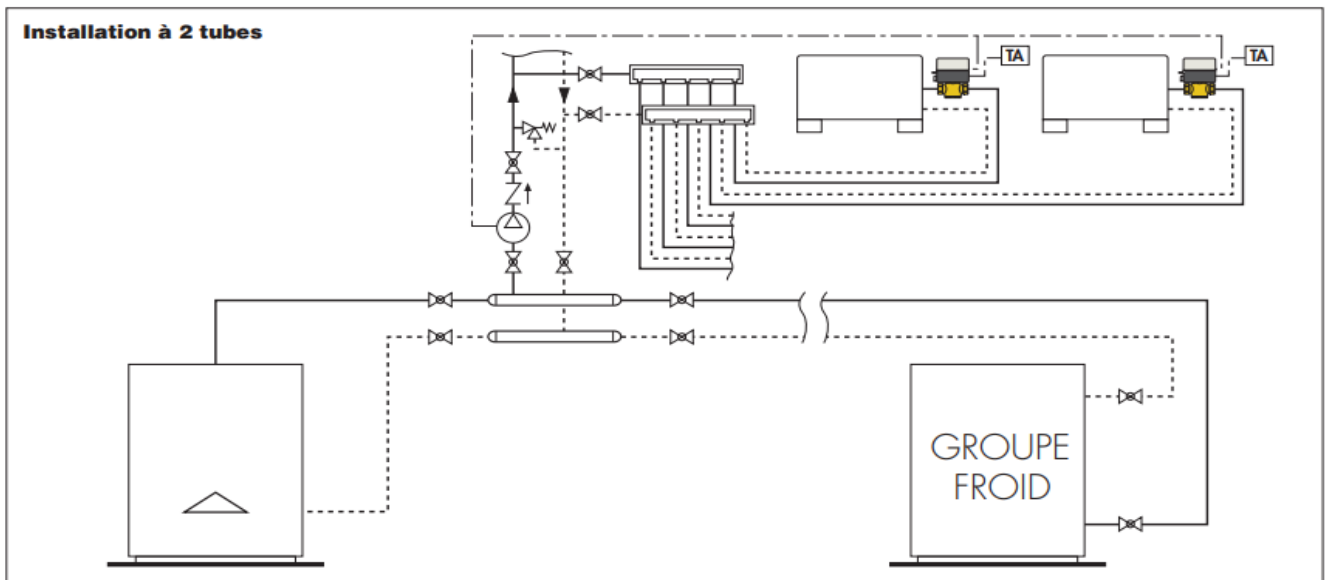 Installation à 2 tubes
TA
TA
GROUPE
FROID